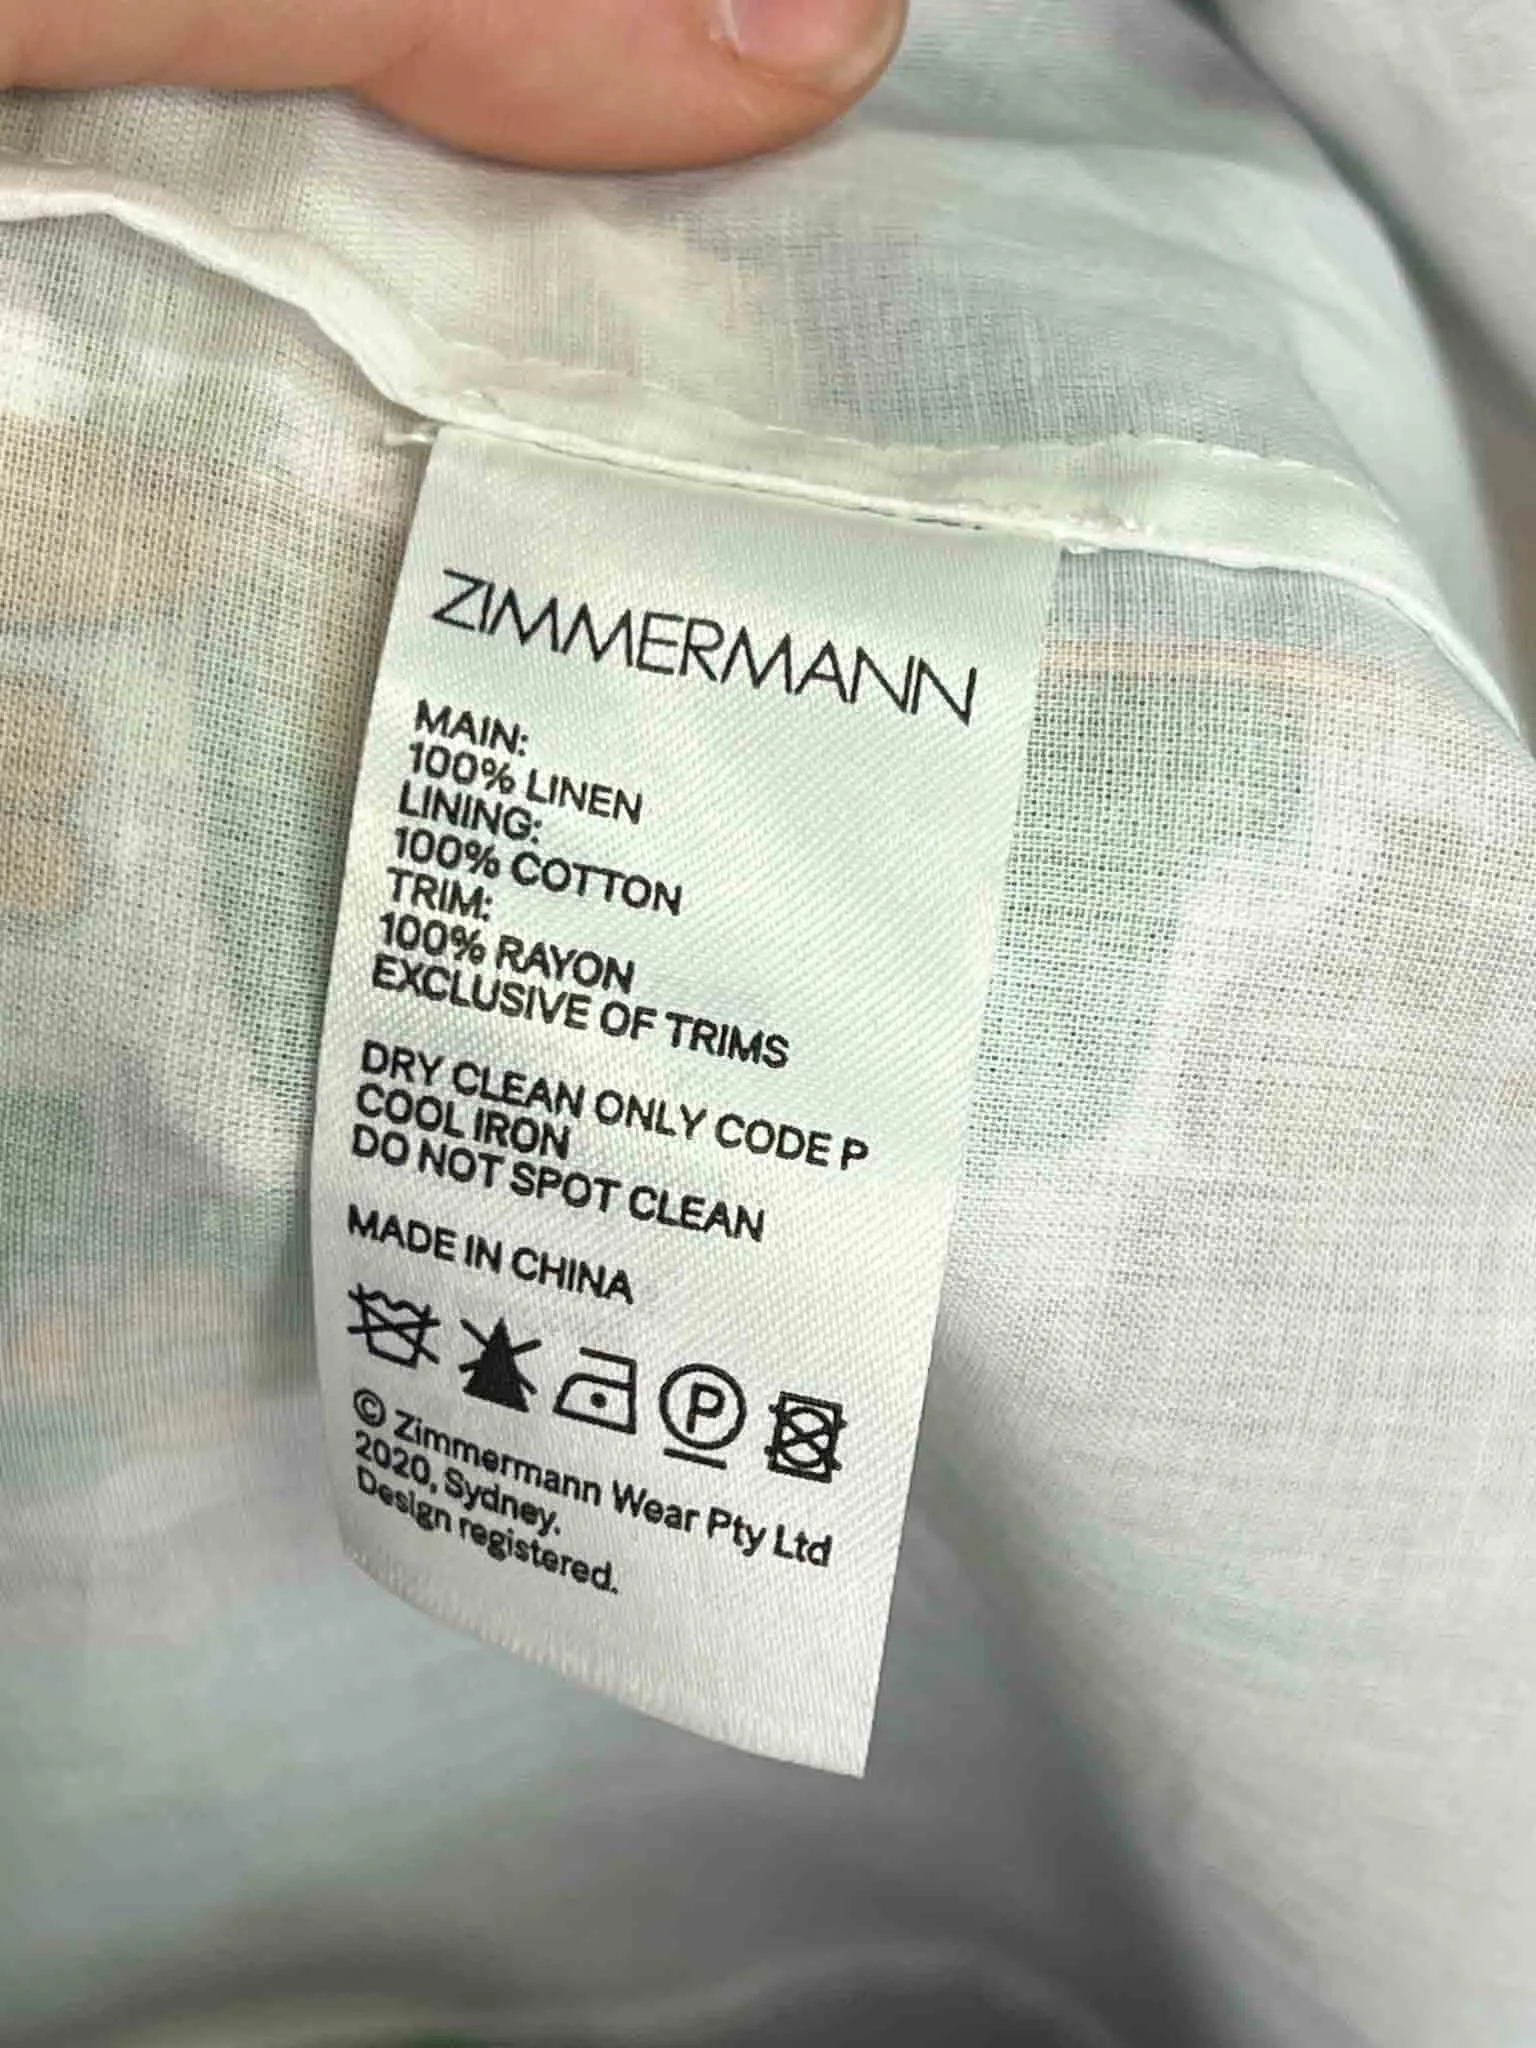 ZIMMERMANN
MAIN:
100% LINEN
LINING:
100% COTTON
TRIM:
100% RAYON
EXCLUSIVE OF TRIMS
DRY CLEAN ONLY CODE P
COOL IRON
DO NOT SPOT CLEAN
MADE IN CHINA
P
© Zimmermann Wear Pty Ltd
2020, Sydney.
Design registered.